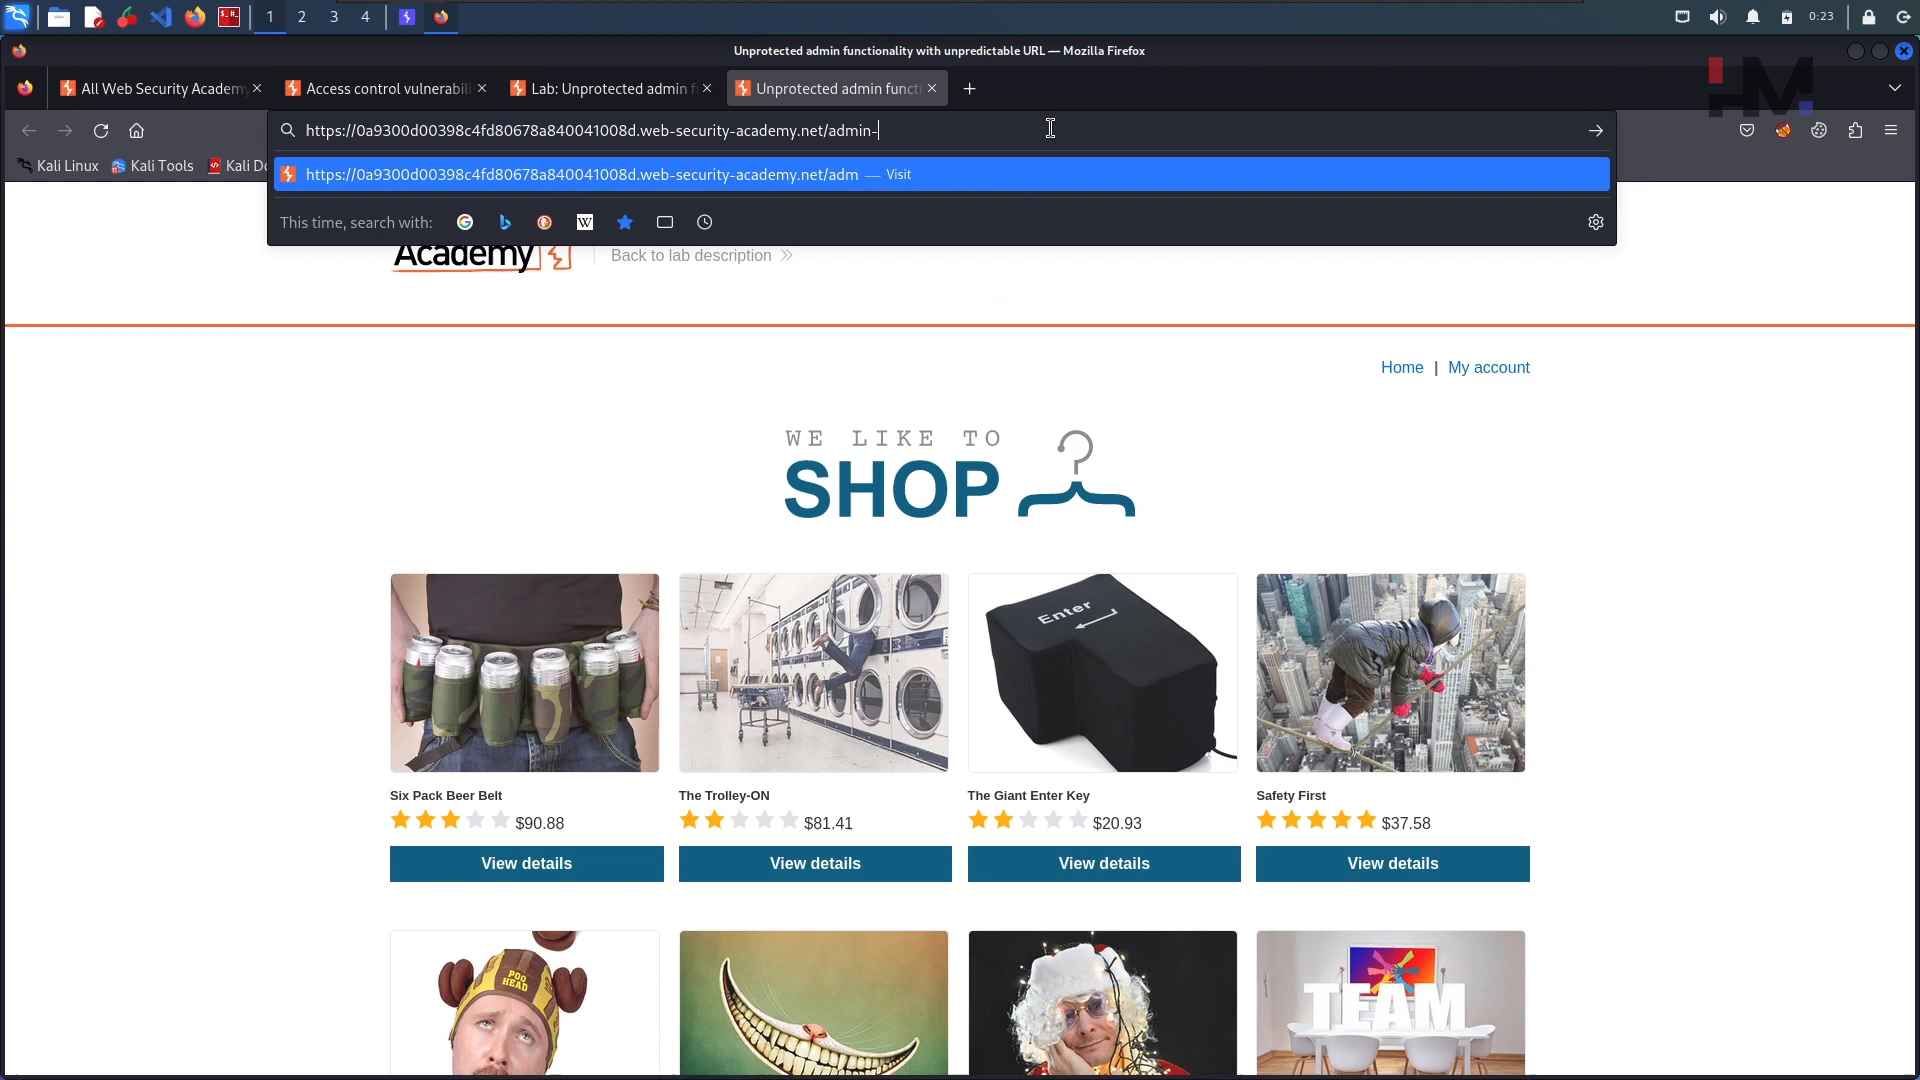 1 2 3 4
0:23
Unprotected admin functionality with unpredictable URL — Mozilla Firefox
All Web Security Academy
Access control vulnerabili
Lab: Unprotected admin f
Unprotected admin functi
HM
https://0a9300d00398c4fd80678a840041008d.web-security-academy.net/admin-
Kali Linux
Kali Tools
Kali Do
https://0a9300d00398c4fd80678a840041008d.web-security-academy.net/adm — Visit
This time, search with:
Academy
Back to lab description
Home | My account
WE LIKE TO
SHOP
Enter
Six Pack Beer Belt
The Trolley-ON
The Giant Enter Key
Safety First
$90.88
$81.41
$20.93
$37.58
View details
View details
View details
View details
POO
HEAD
TEAM